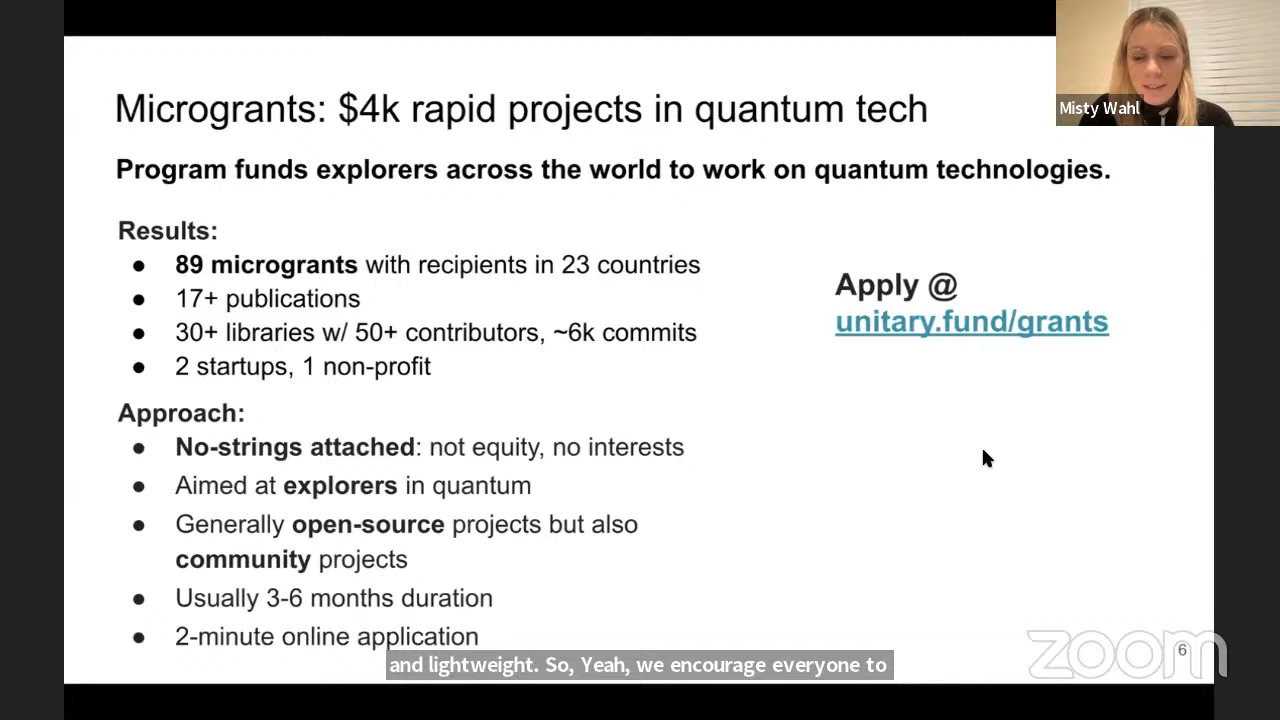 Microgrants: $4k rapid projects in quantum tech
Misty Wahl
Program funds explorers across the world to work on quantum technologies.
Results:
● 89 microgrants with recipients in 23 countries
● 17+ publications
● 30+ libraries w/ 50+ contributors, ~6k commits
● 2 startups, 1 non-profit
Apply @
unitary.fund/grants
Approach:
● No-strings attached: not equity, no interests
● Aimed at explorers in quantum
● Generally open-source projects but also
community projects
● Usually 3-6 months duration
● 2-minute online application
and lightweight. So, Yeah, we encourage everyone to
zoom
6